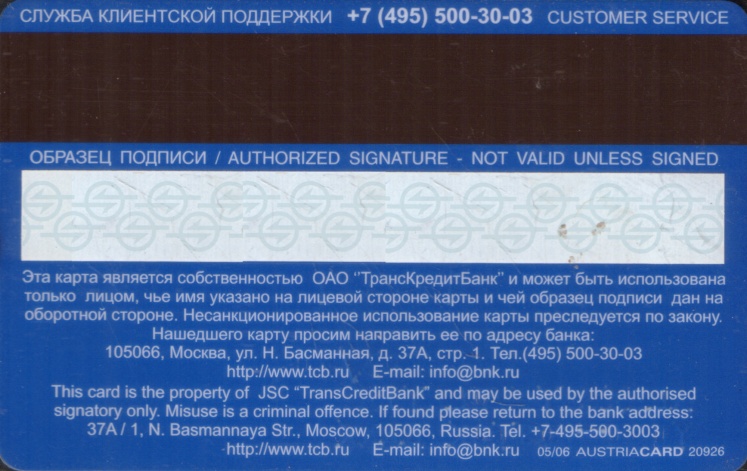 СЛУЖБА КЛИЕНТСКОЙ ПОДДЕРЖКИ +7 (495) 500-30-03 CUSTOMER SERVICE
ОБРАЗЕЦ ПОДПИСИ / AUTHORIZED SIGNATURE - NOT VALID UNLESS SIGNED
Эта карта является собственностью ОАО "ТрансКредитБанк" и может быть использована
только лицом, чье имя указано на лицевой стороне карты и чей образец подписи дан на
оборотной стороне. Несанкционированное использование карты преследуется по закону.
Нашедшего карту просим направить ее по адресу банка:
105066, Москва, ул. Н. Басманная, д. 37А, стр. 1. Тел.(495) 500-30-03
http://www.tcb.ru E-mail: info@bnk.ru
This card is the property of JSC “TransCreditBank” and may be used by the authorised
signatory only. Misuse is a criminal offence. If found please return to the bank address:
37A / 1, N. Basmannaya Str., Moscow, 105066, Russia. Tel. +7-495-500-3003
http://www.tcb.ru E-mail: info@bnk.ru 05/06 AUSTRIACARD 20926